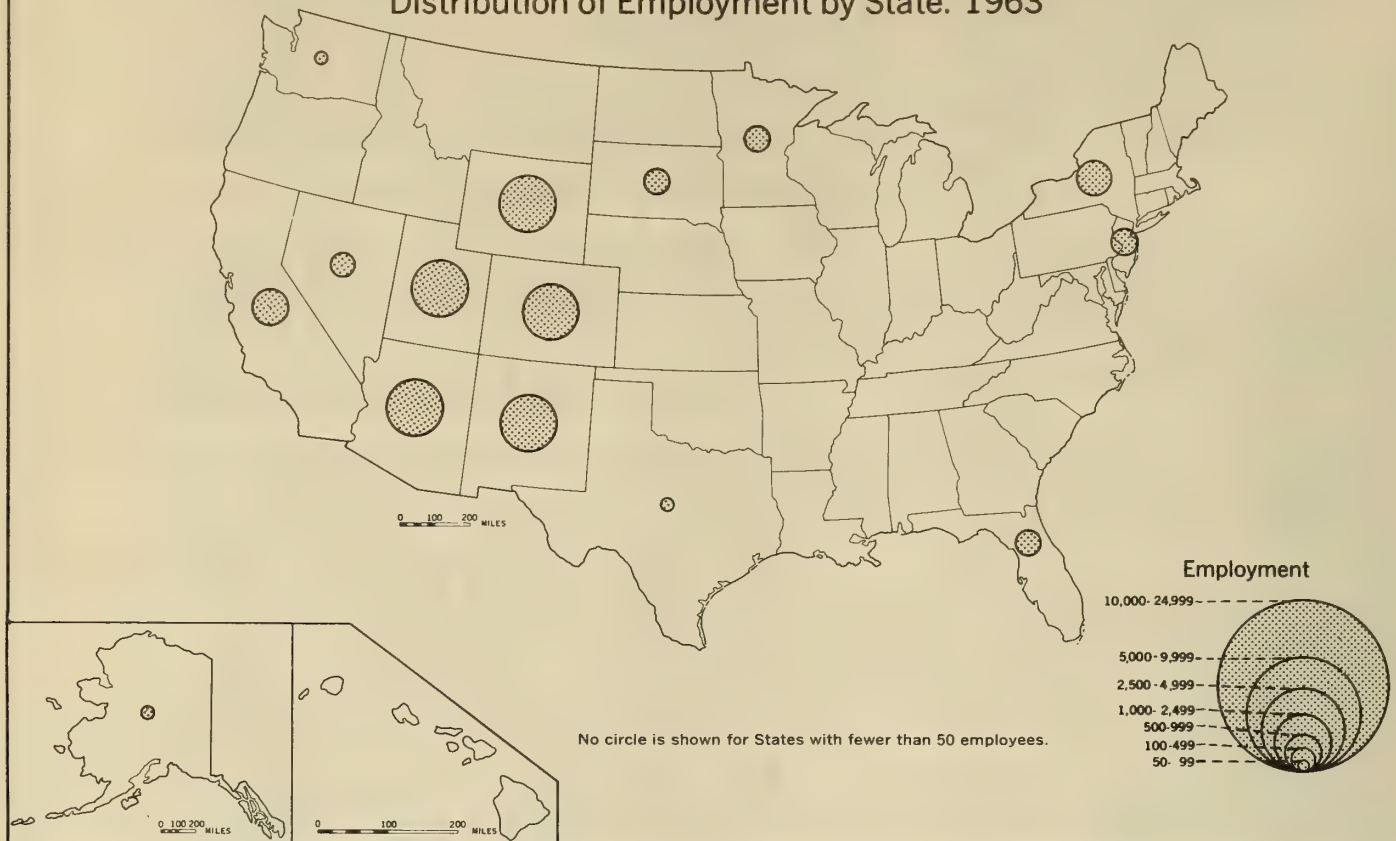 Distribution of Employment by State: 1963
0 100 200 MILES
Employment
10,000-24,999
5,000-9,999
2,500-4,999
1,000-2,499
500-999
100-499
50-99
No circle is shown for States with fewer than 50 employees.
0 100 200 MILES
0 100 200 MILES